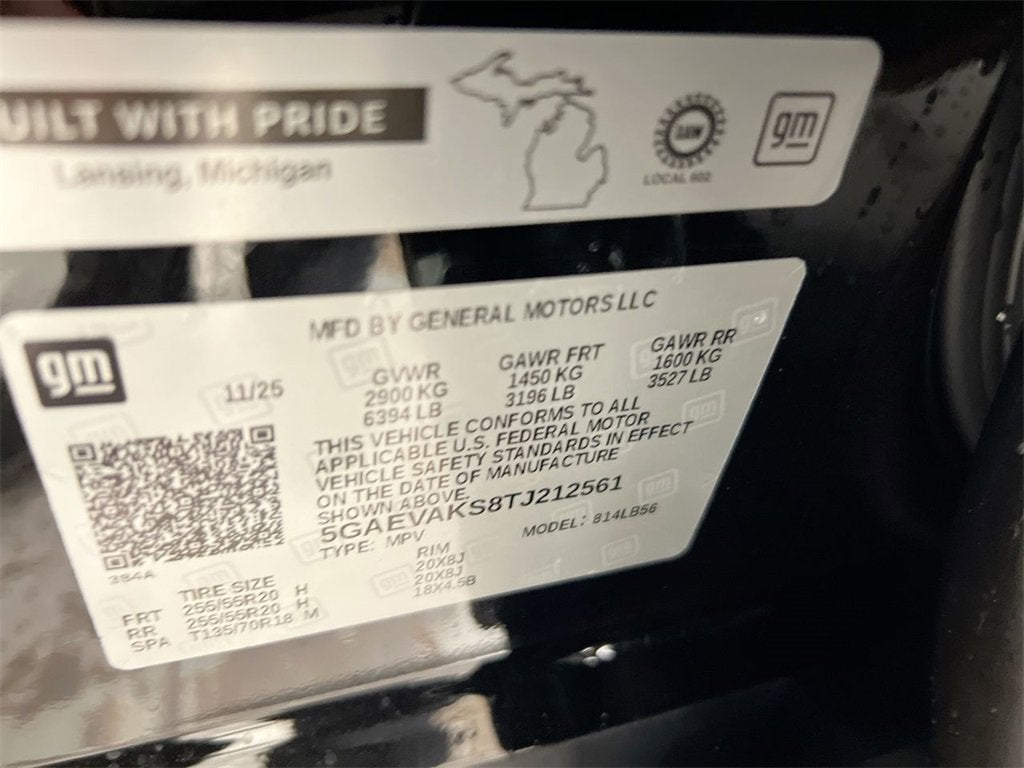 UILT WITH PRIDE
Lansing, Michigan
UAW
LOCAL 602
gm
MFD BY GENERAL MOTORS LLC
gm
11/25
GVWR GAWR FRT GAWR RR
2900 KG 1450 KG 1600 KG
6394 LB 3196 LB 3527 LB
THIS VEHICLE CONFORMS TO ALL
APPLICABLE U.S. FEDERAL MOTOR
VEHICLE SAFETY STANDARDS IN EFFECT
ON THE DATE OF MANUFACTURE
SHOWN ABOVE.
5GAEVAKS8TJ212561
TYPE: MPV MODEL: 814LB56
384A
TIRE SIZE RIM
FRT 255/55R20 H 20X8J
RR 255/55R20 H 20X8J
SPA T135/70R18 M 18X4.5B